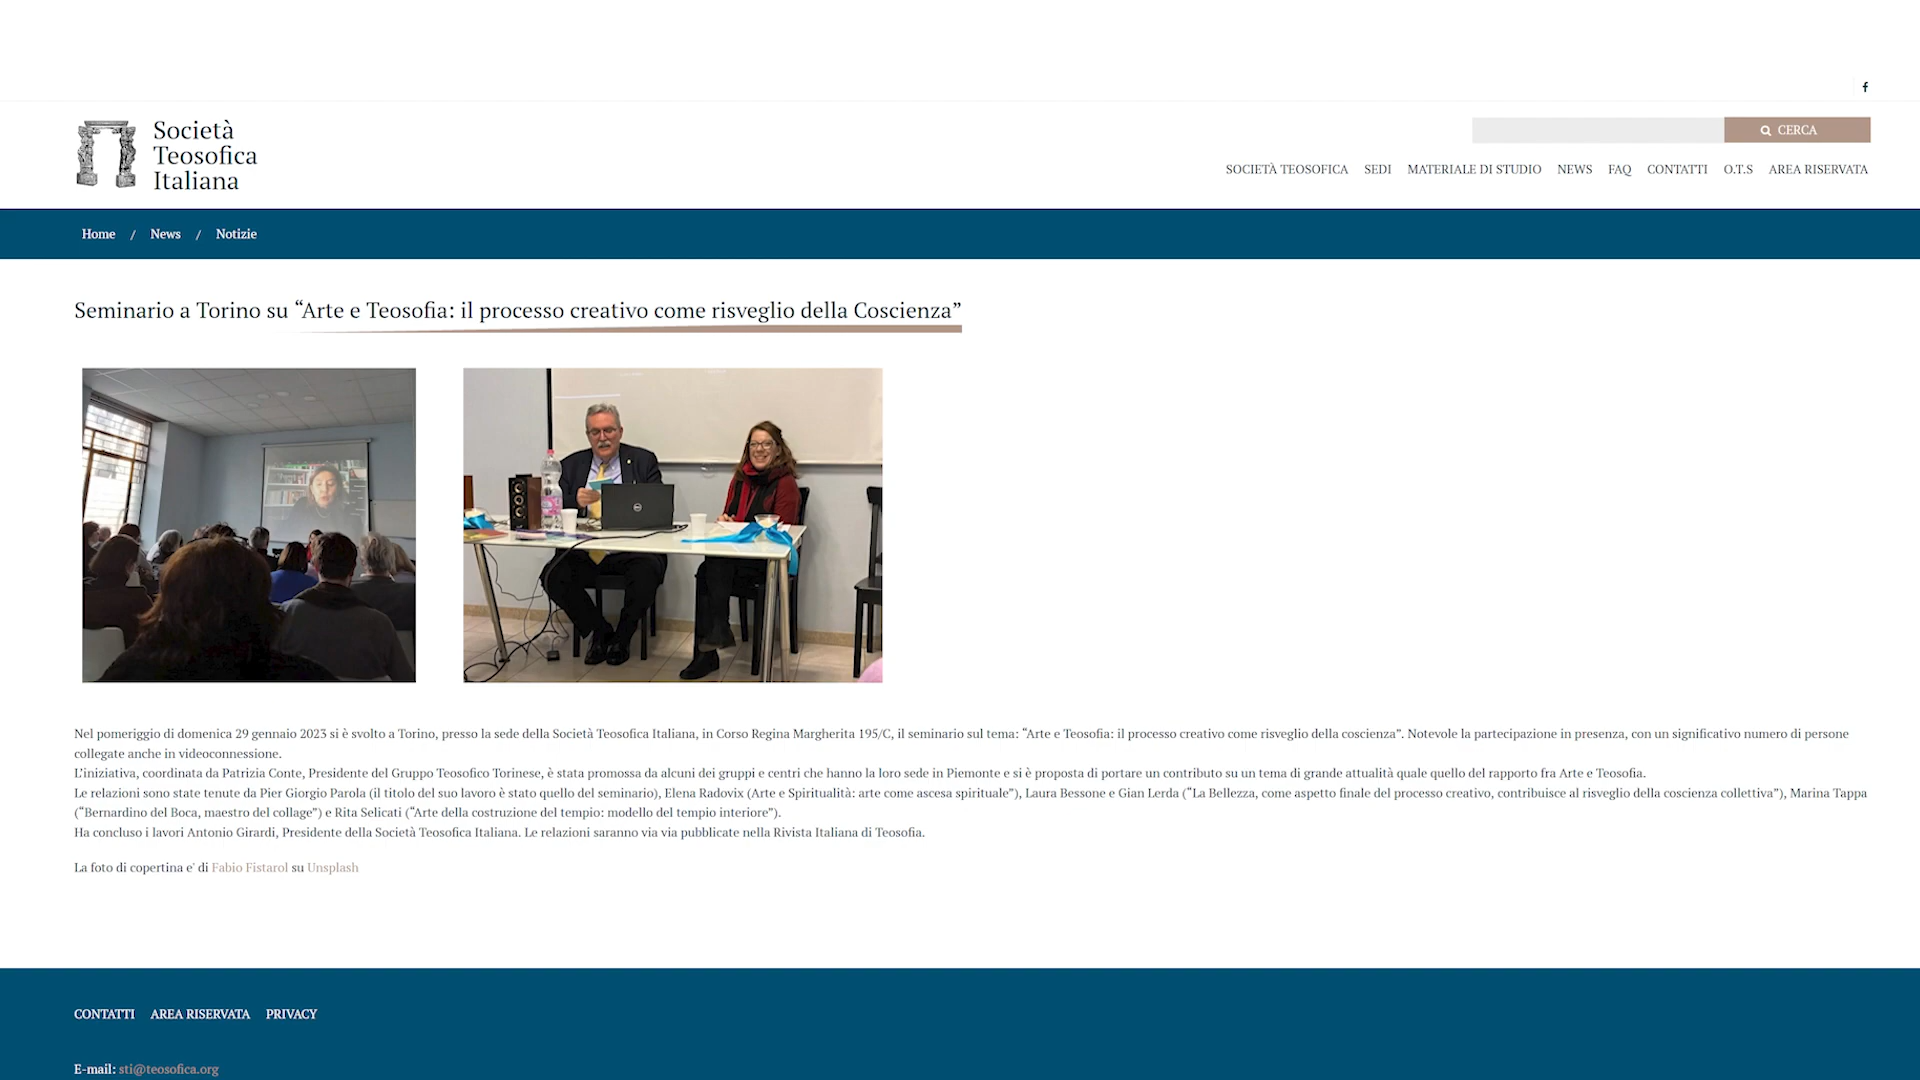 Società
Teosofica
Italiana
CERCA
SOCIETÀ TEOSOFICA SEDI MATERIALE DI STUDIO NEWS FAQ CONTATTI O.T.S AREA RISERVATA
Home / News / Notizie
Seminario a Torino su “Arte e Teosofia: il processo creativo come risveglio della Coscienza”
Nel pomeriggio di domenica 29 gennaio 2023 si è svolto a Torino, presso la sede della Società Teosofica Italiana, in Corso Regina Margherita 195/C, il seminario sul tema: “Arte e Teosofia: il processo creativo come risveglio della coscienza”. Notevole la partecipazione in presenza, con un significativo numero di persone
collegate anche in videoconnessione.
L’iniziativa, coordinata da Patrizia Conte, Presidente del Gruppo Teosofico Torinese, è stata promossa da alcuni dei gruppi e centri che hanno la loro sede in Piemonte e si è proposta di portare un contributo su un tema di grande attualità quale quello del rapporto fra Arte e Teosofia.
Le relazioni sono state tenute da Pier Giorgio Parola (il titolo del suo lavoro è stato quello del seminario), Elena Radovix (Arte e Spiritualità: arte come ascesa spirituale”), Laura Bessone e Gian Lerda (“La Bellezza, come aspetto finale del processo creativo, contribuisce al risveglio della coscienza collettiva”), Marina Tappa
(“Bernardino del Boca, maestro del collage”) e Rita Selicati (“Arte della costruzione del tempio: modello del tempio interiore”).
Ha concluso i lavori Antonio Girardi, Presidente della Società Teosofica Italiana. Le relazioni saranno via via pubblicate nella Rivista Italiana di Teosofia.
La foto di copertina e' di Fabio Fistarol su Unsplash
CONTATTI AREA RISERVATA PRIVACY
E-mail: sti@teosofica.org